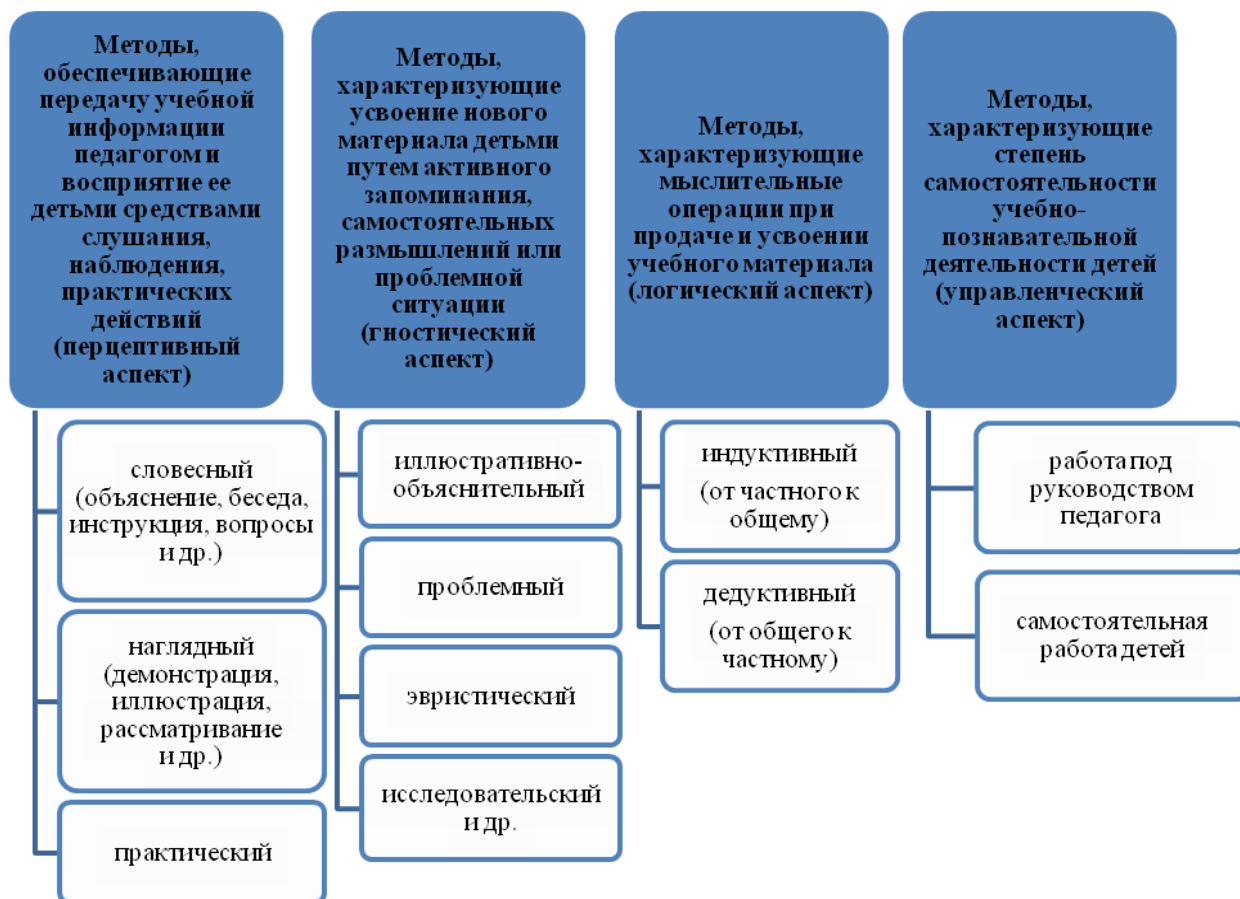 Методы,
обеспечивающие
передачу учебной
информации
педагогом и
восприятие ее
детьми средствами
слушания,
наблюдения,
практических
действий
(перцептивный
аспект)
словесный
(объяснение, беседа,
инструкция, вопросы
и др.)
наглядный
(демонстрация,
иллюстрация,
рассматривание
и др.)
практический
Методы,
характеризующие
усвоение нового
материала детьми
путем активного
запоминания,
самостоятельных
размышлений или
проблемной
ситуации
(гностический
аспект)
иллюстративно-
объяснительный
проблемный
эвристический
исследовательский
и др.
Методы,
характеризующие
мыслительные
операции при
продаче и усвоении
учебного материала
(логический аспект)
индуктивный
(от частного к
общему)
дедуктивный
(от общего к
частному)
Методы,
характеризующие
степень
самостоятельности
учебно-
познавательной
деятельности детей
(управленческий
аспект)
работа под
руководством
педагога
самостоятельная
работа детей